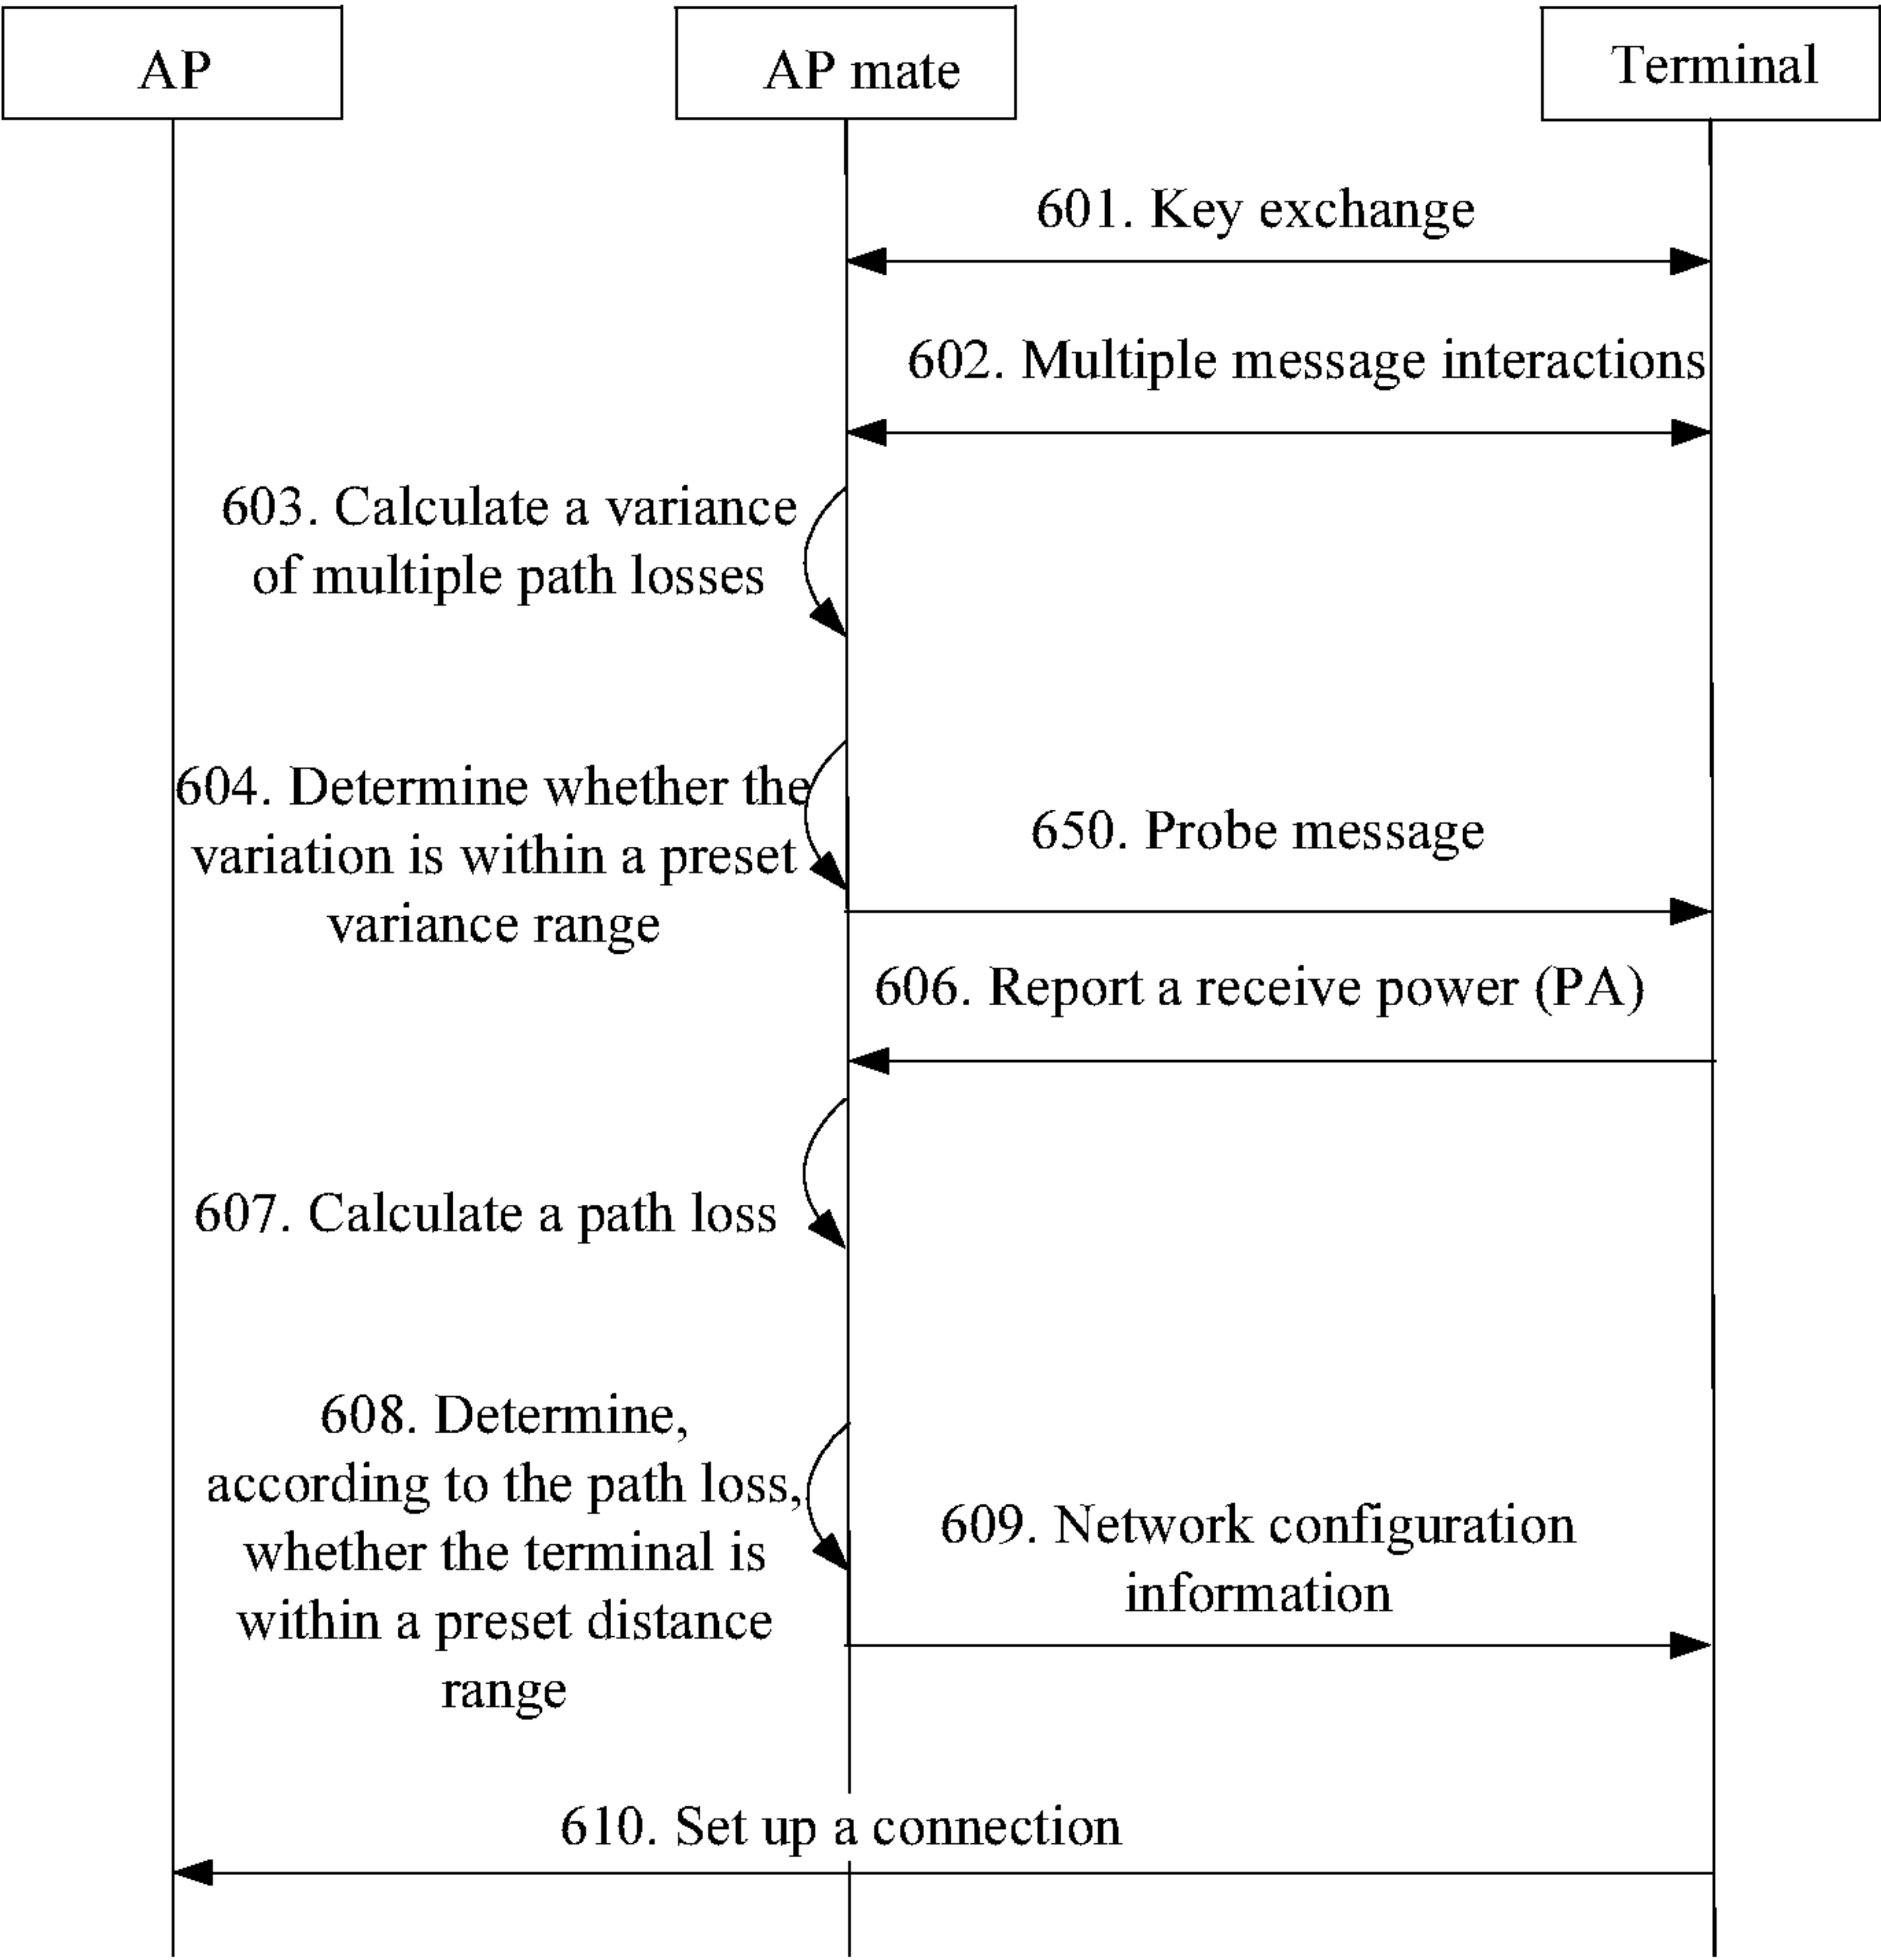 AP
AP mate
Terminal
601. Key exchange
602. Multiple message interactions
603. Calculate a variance
of multiple path losses
604. Determine whether the
variation is within a preset
variance range
650. Probe message
606. Report a receive power (PA)
607. Calculate a path loss
608. Determine,
according to the path loss,
whether the terminal is
within a preset distance
range
609. Network configuration
information
610. Set up a connection